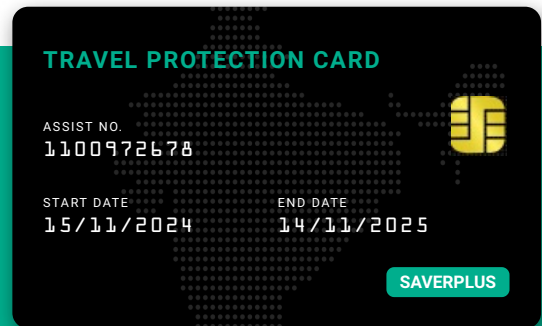 TRAVEL PROTECTION CARD
ASSIST NO.
1100972678
START DATE
15/11/2024
END DATE
14/11/2025
SAVERPLUS